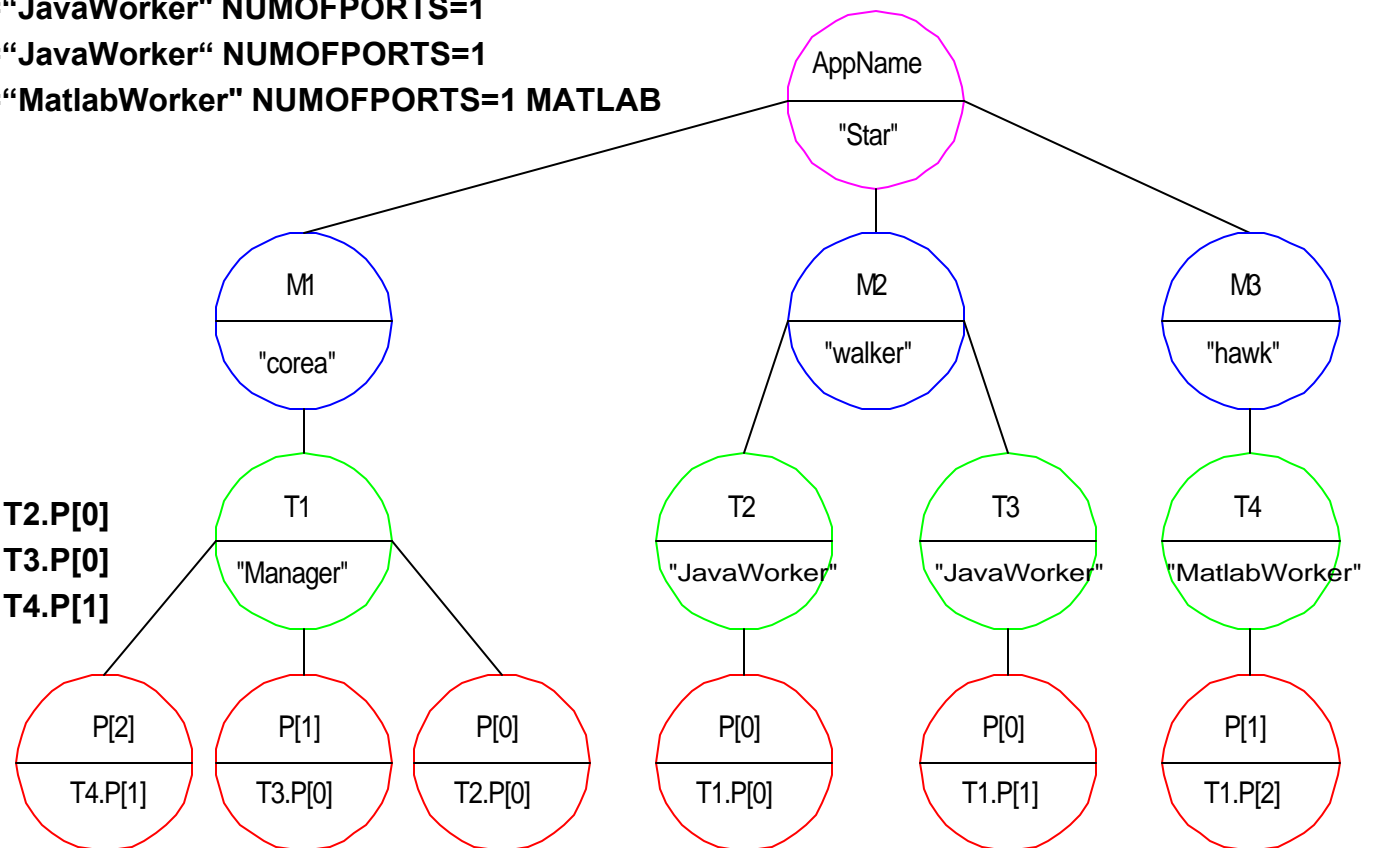 “JavaWorker" NUMOFPORTS=1
“JavaWorker“ NUMOFPORTS=1
“MatlabWorker" NUMOFPORTS=1 MATLAB
AppName
"Star"
M1
"corea"
M2
"walker"
M3
"hawk"
T2.P[0]
T3.P[0]
T4.P[1]
T1
"Manager"
T2
"JavaWorker"
T3
"JavaWorker"
T4
"MatlabWorker"
P[2]
T4.P[1]
P[1]
T3.P[0]
P[0]
T2.P[0]
P[0]
T1.P[0]
P[0]
T1.P[1]
P[1]
T1.P[2]